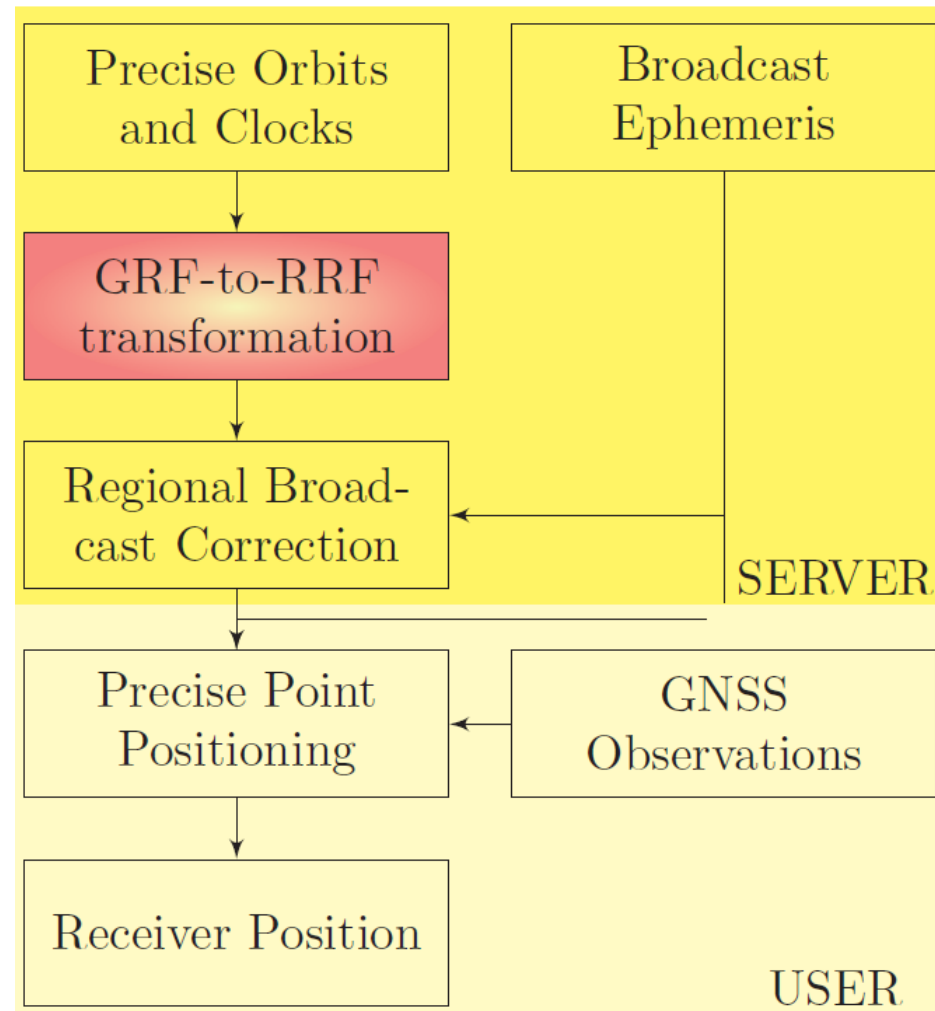 Precise Orbits
and Clocks
Broadcast
Ephemeris
GRF-to-RRF
transformation
Regional Broad-
cast Correction
SERVER
Precise Point
Positioning
GNSS
Observations
Receiver Position
USER